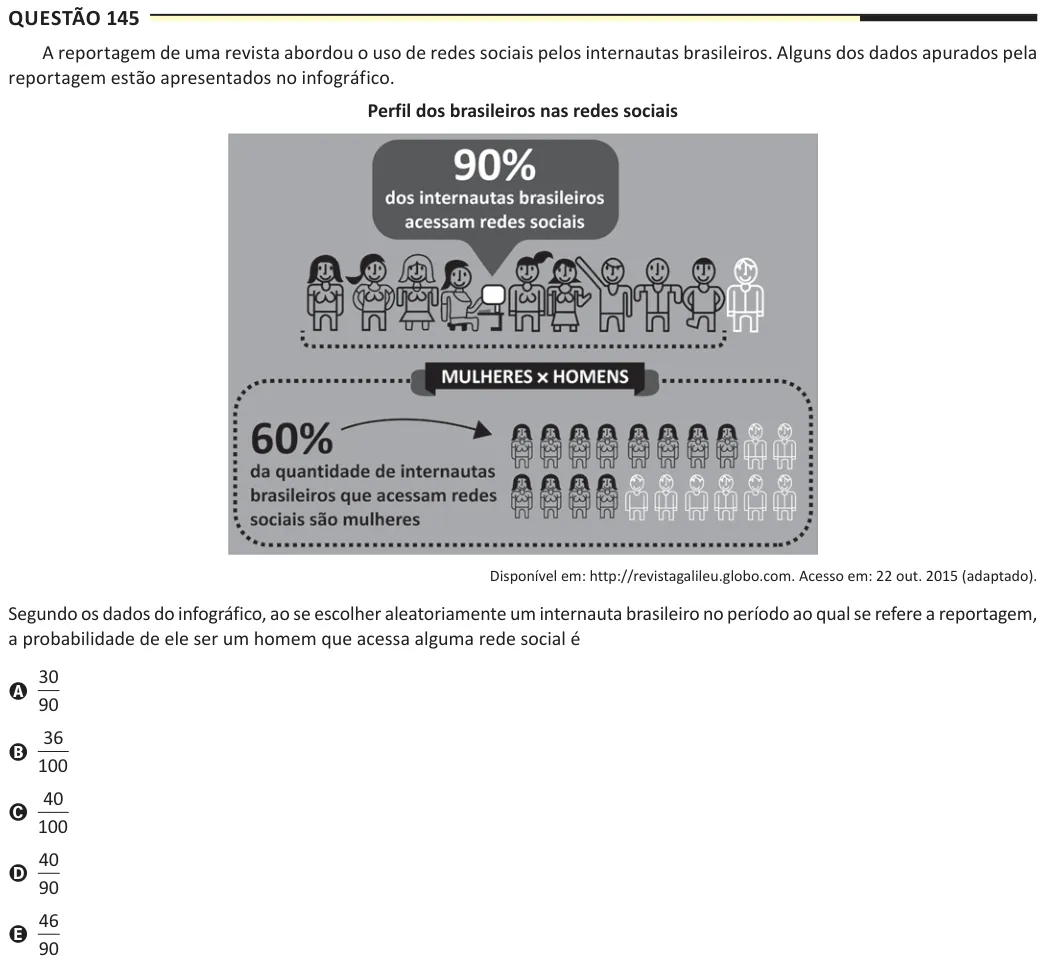 QUESTÃO 145
A reportagem de uma revista abordou o uso de redes sociais pelos internautas brasileiros. Alguns dos dados apurados pela
reportagem estão apresentados no infográfico.
Perfil dos brasileiros nas redes sociais
90%
dos internautas brasileiros
acessam redes sociais
MULHERES × HOMENS
60%
da quantidade de internautas
brasileiros que acessam redes
sociais são mulheres
Disponível em: http://revistagalileu.globo.com. Acesso em: 22 out. 2015 (adaptado).
Segundo os dados do infográfico, ao se escolher aleatoriamente um internauta brasileiro no período ao qual se refere a reportagem,
a probabilidade de ele ser um homem que acessa alguma rede social é
A 30/90
B 36/100
C 40/100
D 40/90
E 46/90